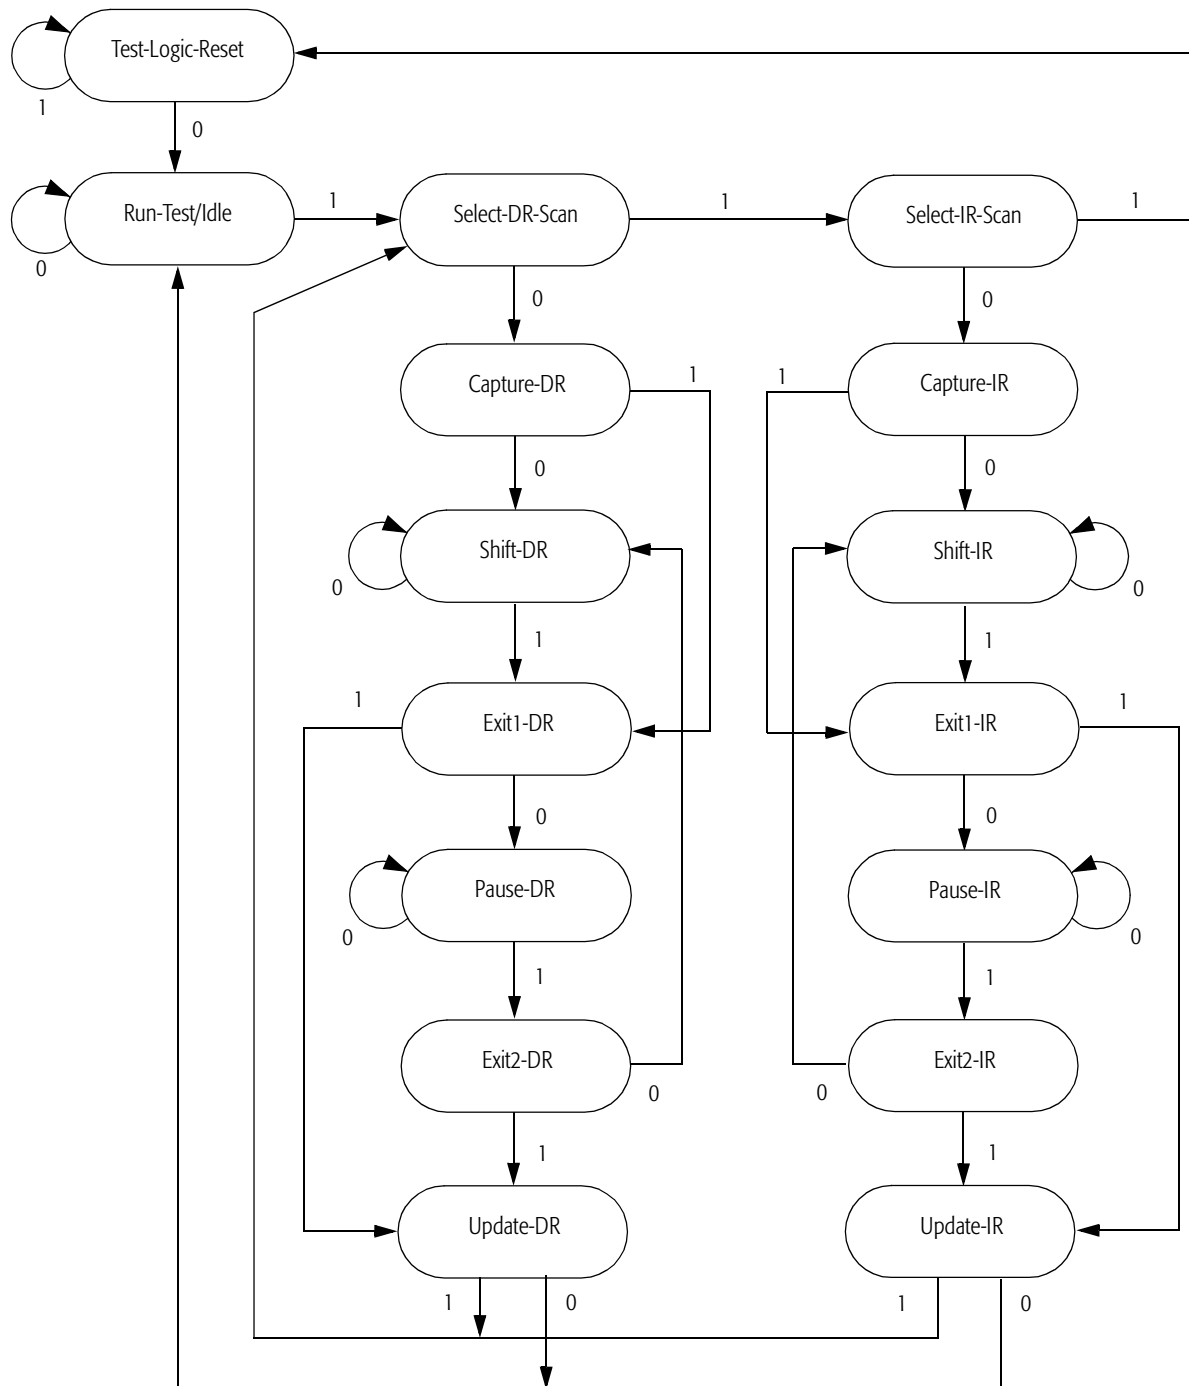 Test-Logic-Reset
1
0
Run-Test/Idle
1
Select-DR-Scan
1
Select-IR-Scan
1
0
0
0
Capture-DR
1
1
Capture-IR
0
0
Shift-DR
Shift-IR
0
0
1
1
1
Exit1-DR
Exit1-IR
1
0
0
Pause-DR
Pause-IR
0
0
1
1
Exit2-DR
Exit2-IR
0
0
1
1
Update-DR
Update-IR
1
0
1
0